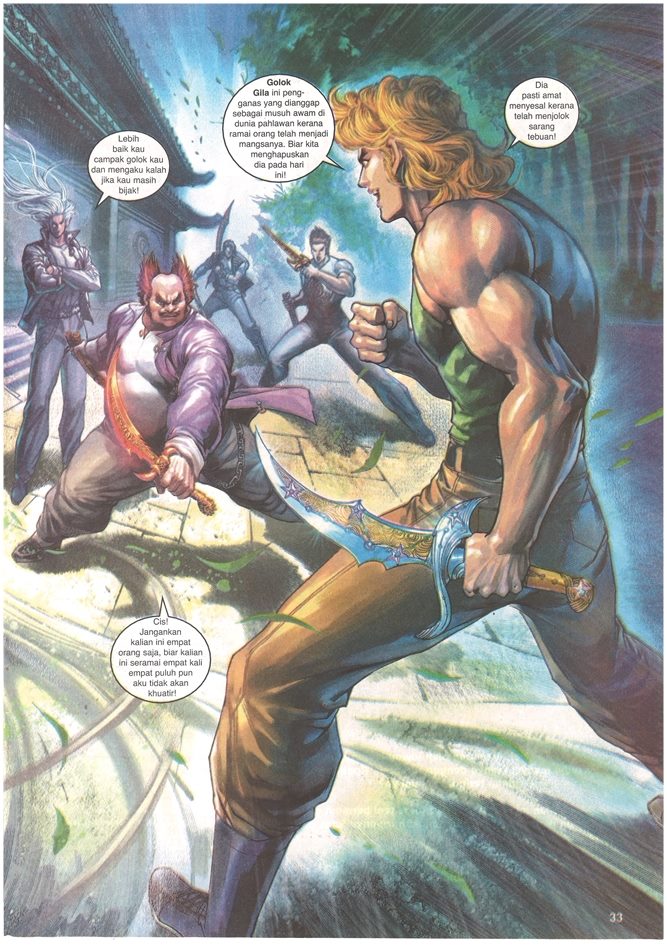 Lebih
baik kau
campak golok kau
dan mengaku kalah
jika kau masih
bijak!
Golok
Gila ini peng-
ganas yang dianggap
sebagai musuh awam di
dunia pahlawan kerana
ramai orang telah menjadi
mangsanya. Biar kita
menghapuskan
dia pada hari
ini!
Dia
pasti amat
menyesal kerana
telah menjolok
sarang
tebuan!
Cis!
Jangankan
kalian ini empat
orang saja, biar kalian
ini seramai empat kali
empat puluh pun
aku tidak akan
khuatir!
33